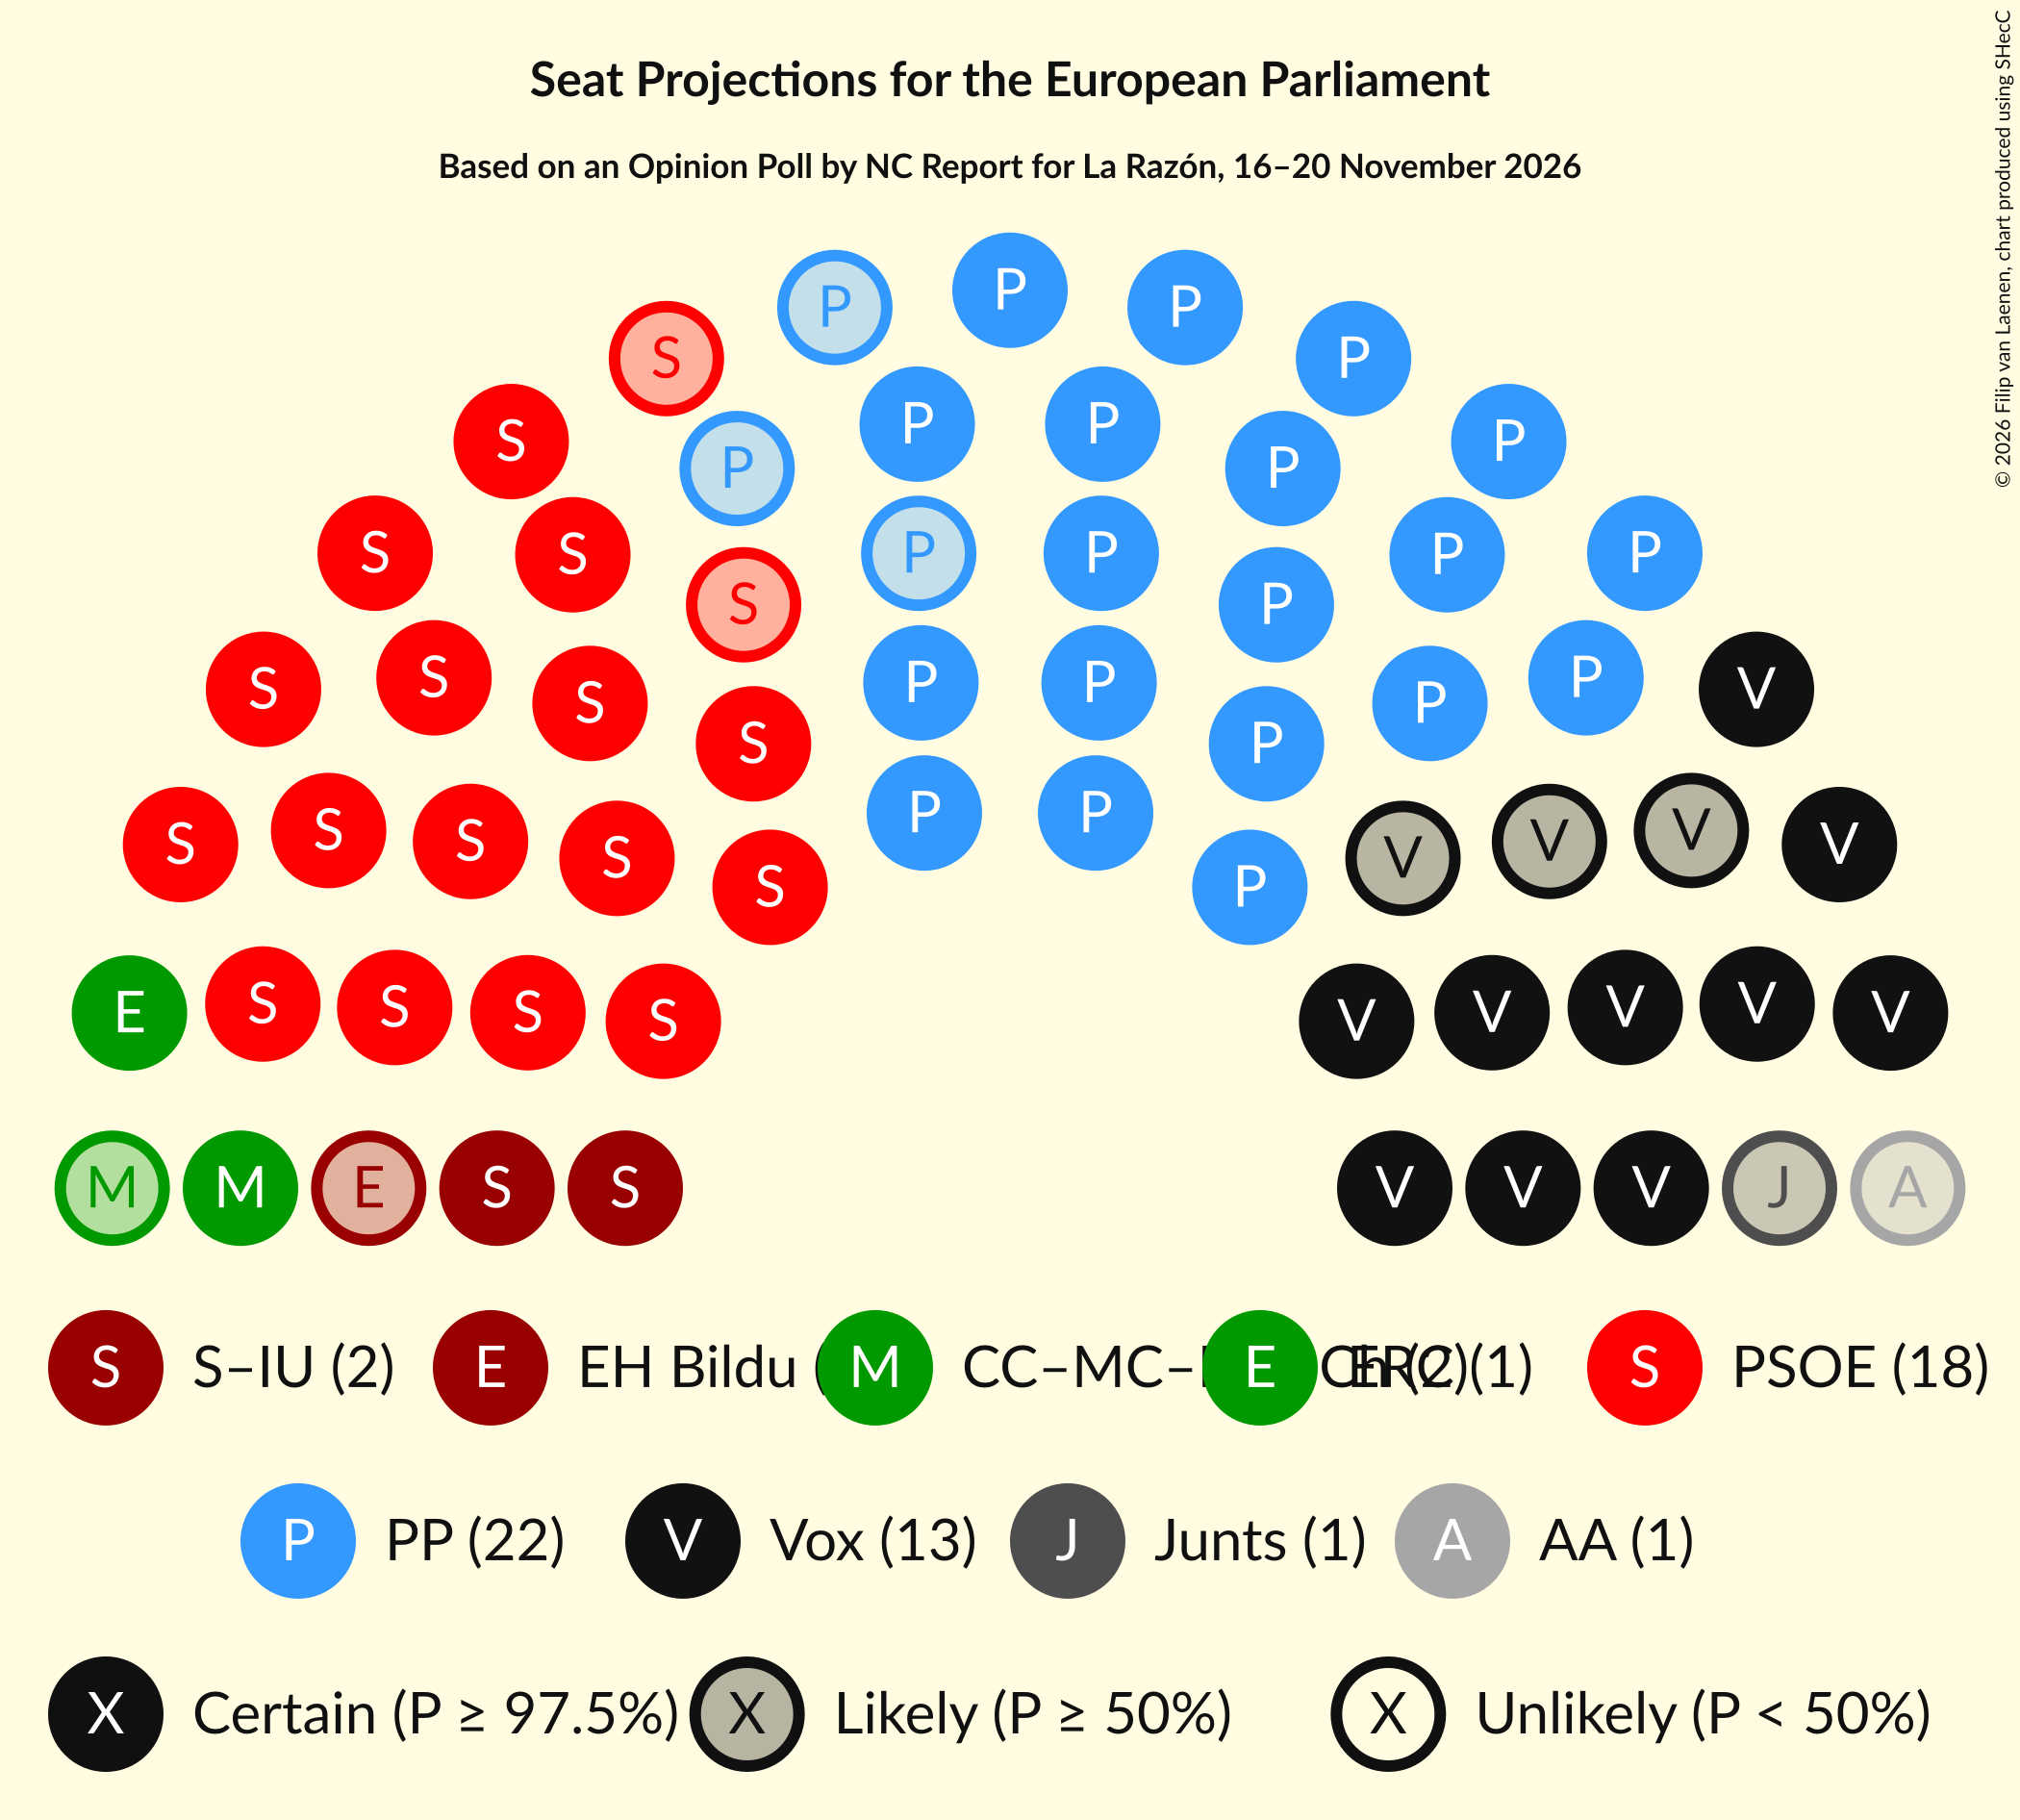 Seat Projections for the European Parliament
Based on an Opinion Poll by NC Report for La Razón, 16–20 November 2026
© 2026 Filip van Laenen, chart produced using SHecC
P
P P
S P
P P
S P
P P
S S P P P P
S P
S S P P P V
S P
S P
P P
S S S S V V V V
S P
E S S S S V V V V V
M M E S S V V V J A
S S–IU (2) E EH Bildu M CC–MC– E ERC (1) S PSOE (18)
P PP (22) V Vox (13) J Junts (1) A AA (1)
X Certain (P ≥ 97.5%) X Likely (P ≥ 50%) X Unlikely (P < 50%)